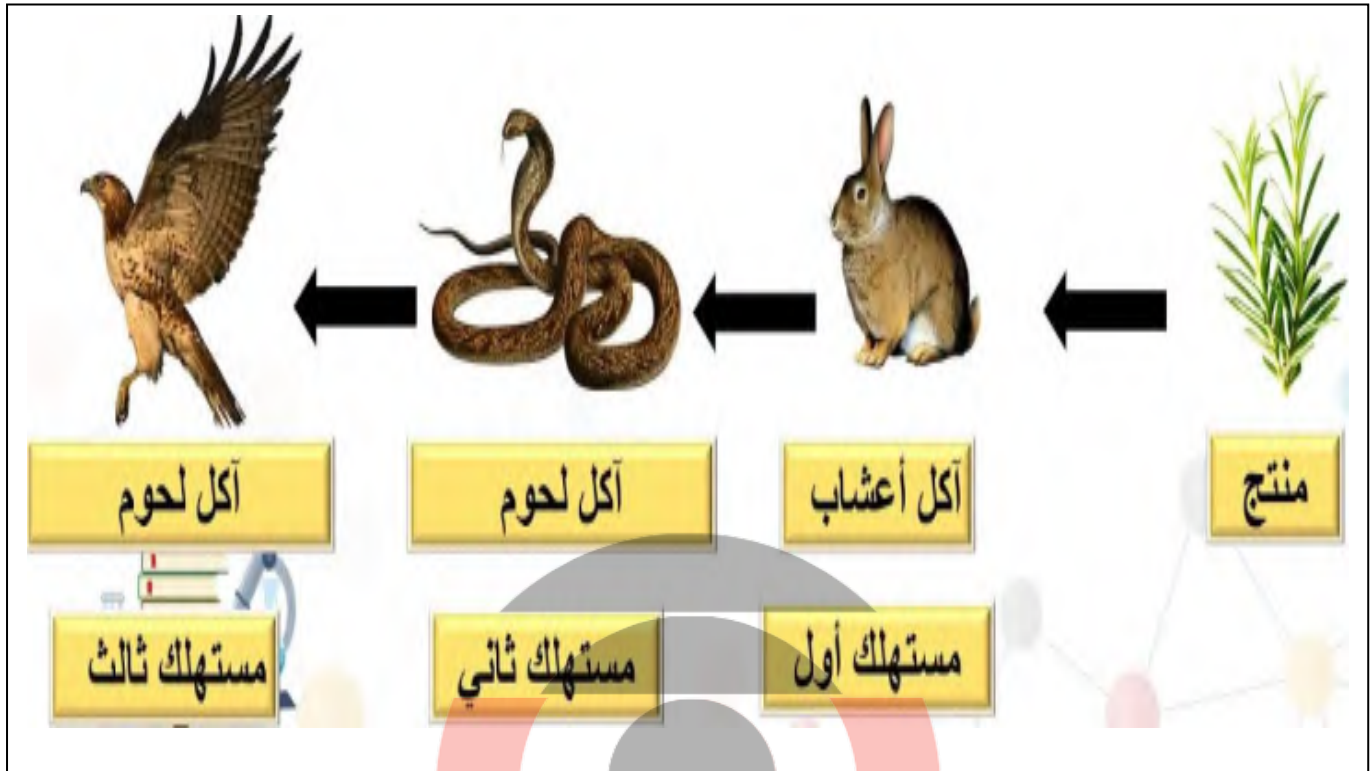 منتج
آكل أعشاب
آكل لحوم
آكل لحوم
مستهلك أول
مستهلك ثاني
مستهلك ثالث